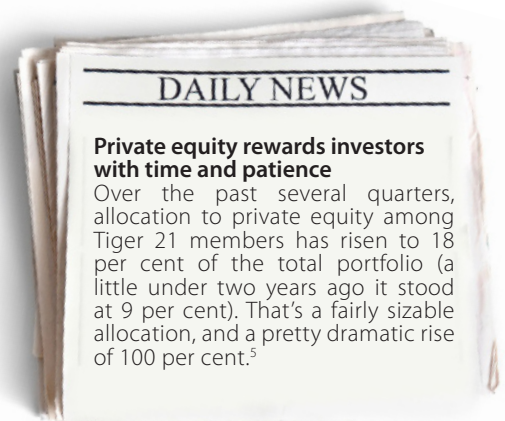 DAILY NEWS
Private equity rewards investors
with time and patience
Over the past several quarters,
allocation to private equity among
Tiger 21 members has risen to 18
per cent of the total portfolio (a
little under two years ago it stood
at 9 per cent). That’s a fairly sizable
allocation, and a pretty dramatic rise
of 100 per cent.⁵